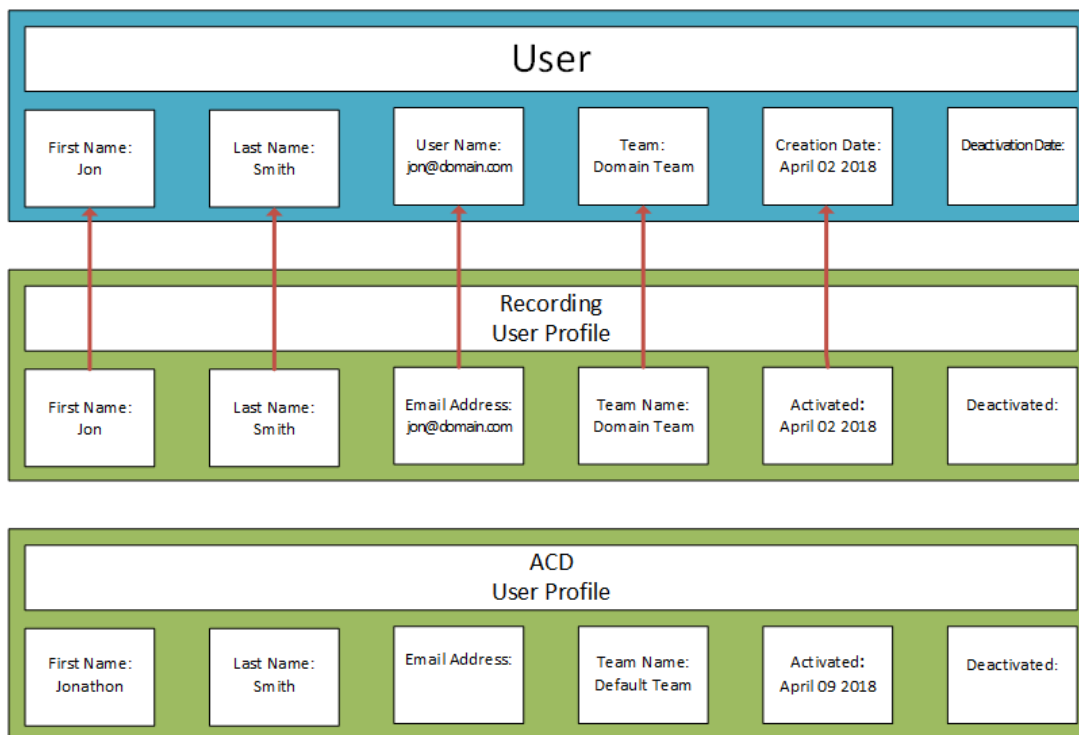 User
First Name:
Jon
Last Name:
Smith
User Name:
jon@domain.com
Team:
Domain Team
Creation Date:
April 02 2018
Deactivation Date:
Recording
User Profile
First Name:
Jon
Last Name:
Smith
Email Address:
jon@domain.com
Team Name:
Domain Team
Activated:
April 02 2018
Deactivated:
ACD
User Profile
First Name:
Jonathon
Last Name:
Smith
Email Address:
Team Name:
Default Team
Activated:
April 09 2018
Deactivated: